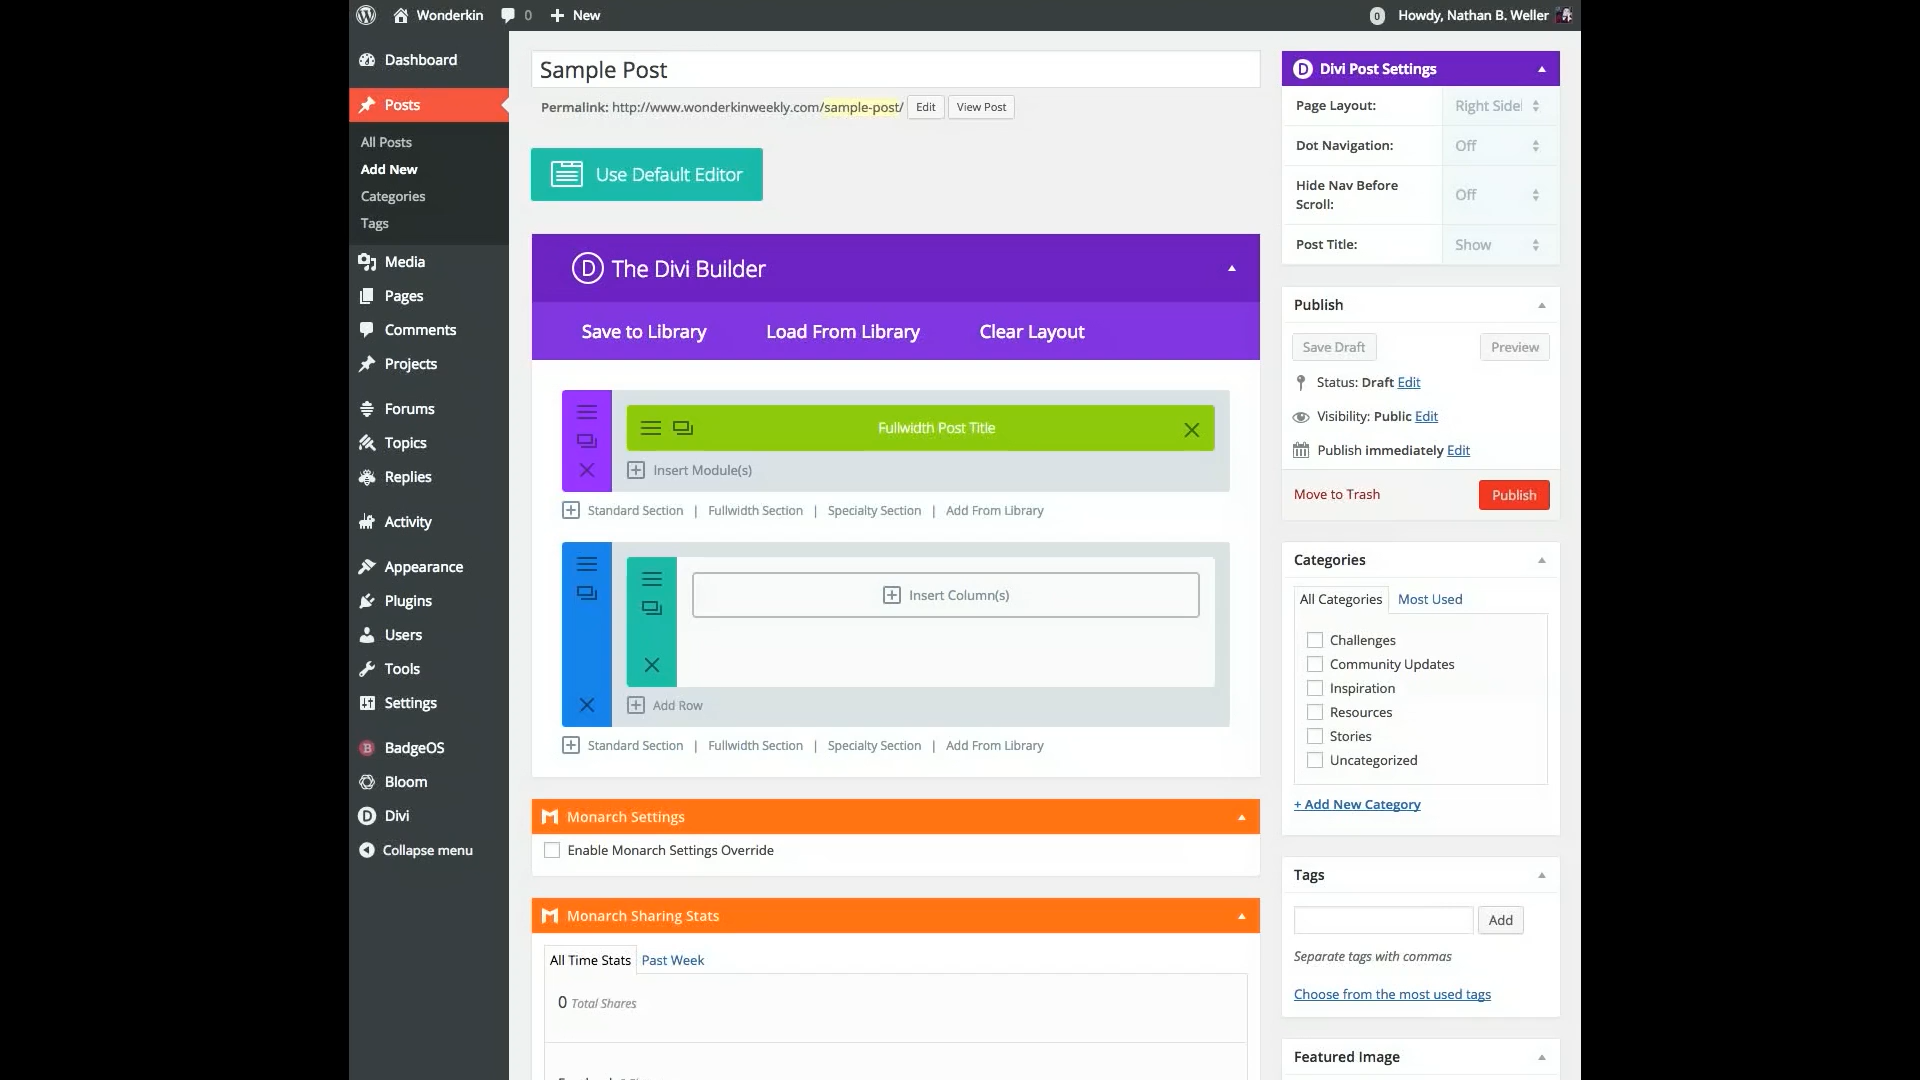 Wonderkin 0 New
0 Howdy, Nathan B. Weller
Dashboard
Posts
All Posts
Add New
Categories
Tags
Media
Pages
Comments
Projects
Forums
Topics
Replies
Activity
Appearance
Plugins
Users
Tools
Settings
BadgeOS
Bloom
Divi
Collapse menu
Sample Post
Permalink: http://www.wonderkinweekly.com/sample-post/ Edit View Post
Use Default Editor
The Divi Builder
Save to Library Load From Library Clear Layout
Fullwidth Post Title
Insert Module(s)
Standard Section | Fullwidth Section | Specialty Section | Add From Library
Insert Column(s)
Add Row
Standard Section | Fullwidth Section | Specialty Section | Add From Library
Monarch Settings
Enable Monarch Settings Override
Monarch Sharing Stats
All Time Stats Past Week
0 Total Shares
Divi Post Settings
Page Layout: Right Side
Dot Navigation: Off
Hide Nav Before
Scroll: Off
Post Title: Show
Publish
Save Draft Preview
Status: Draft Edit
Visibility: Public Edit
Publish immediately Edit
Move to Trash Publish
Categories
All Categories Most Used
Challenges
Community Updates
Inspiration
Resources
Stories
Uncategorized
+ Add New Category
Tags
Add
Separate tags with commas
Choose from the most used tags
Featured Image